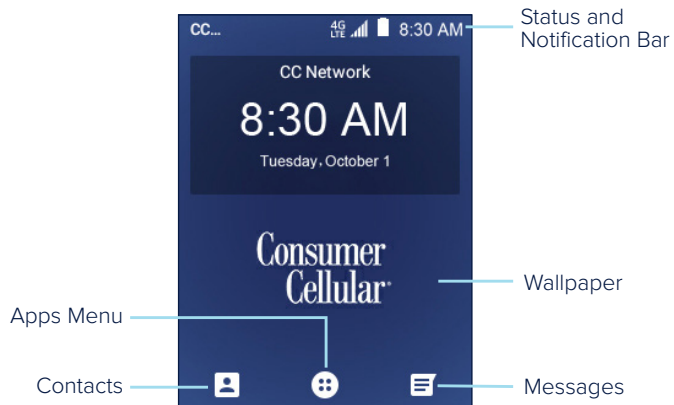 CC...
4G
LTE
8:30 AM
Status and
Notification Bar
CC Network
8:30 AM
Tuesday, October 1
Consumer
Cellular
Wallpaper
Apps Menu
Contacts
Messages